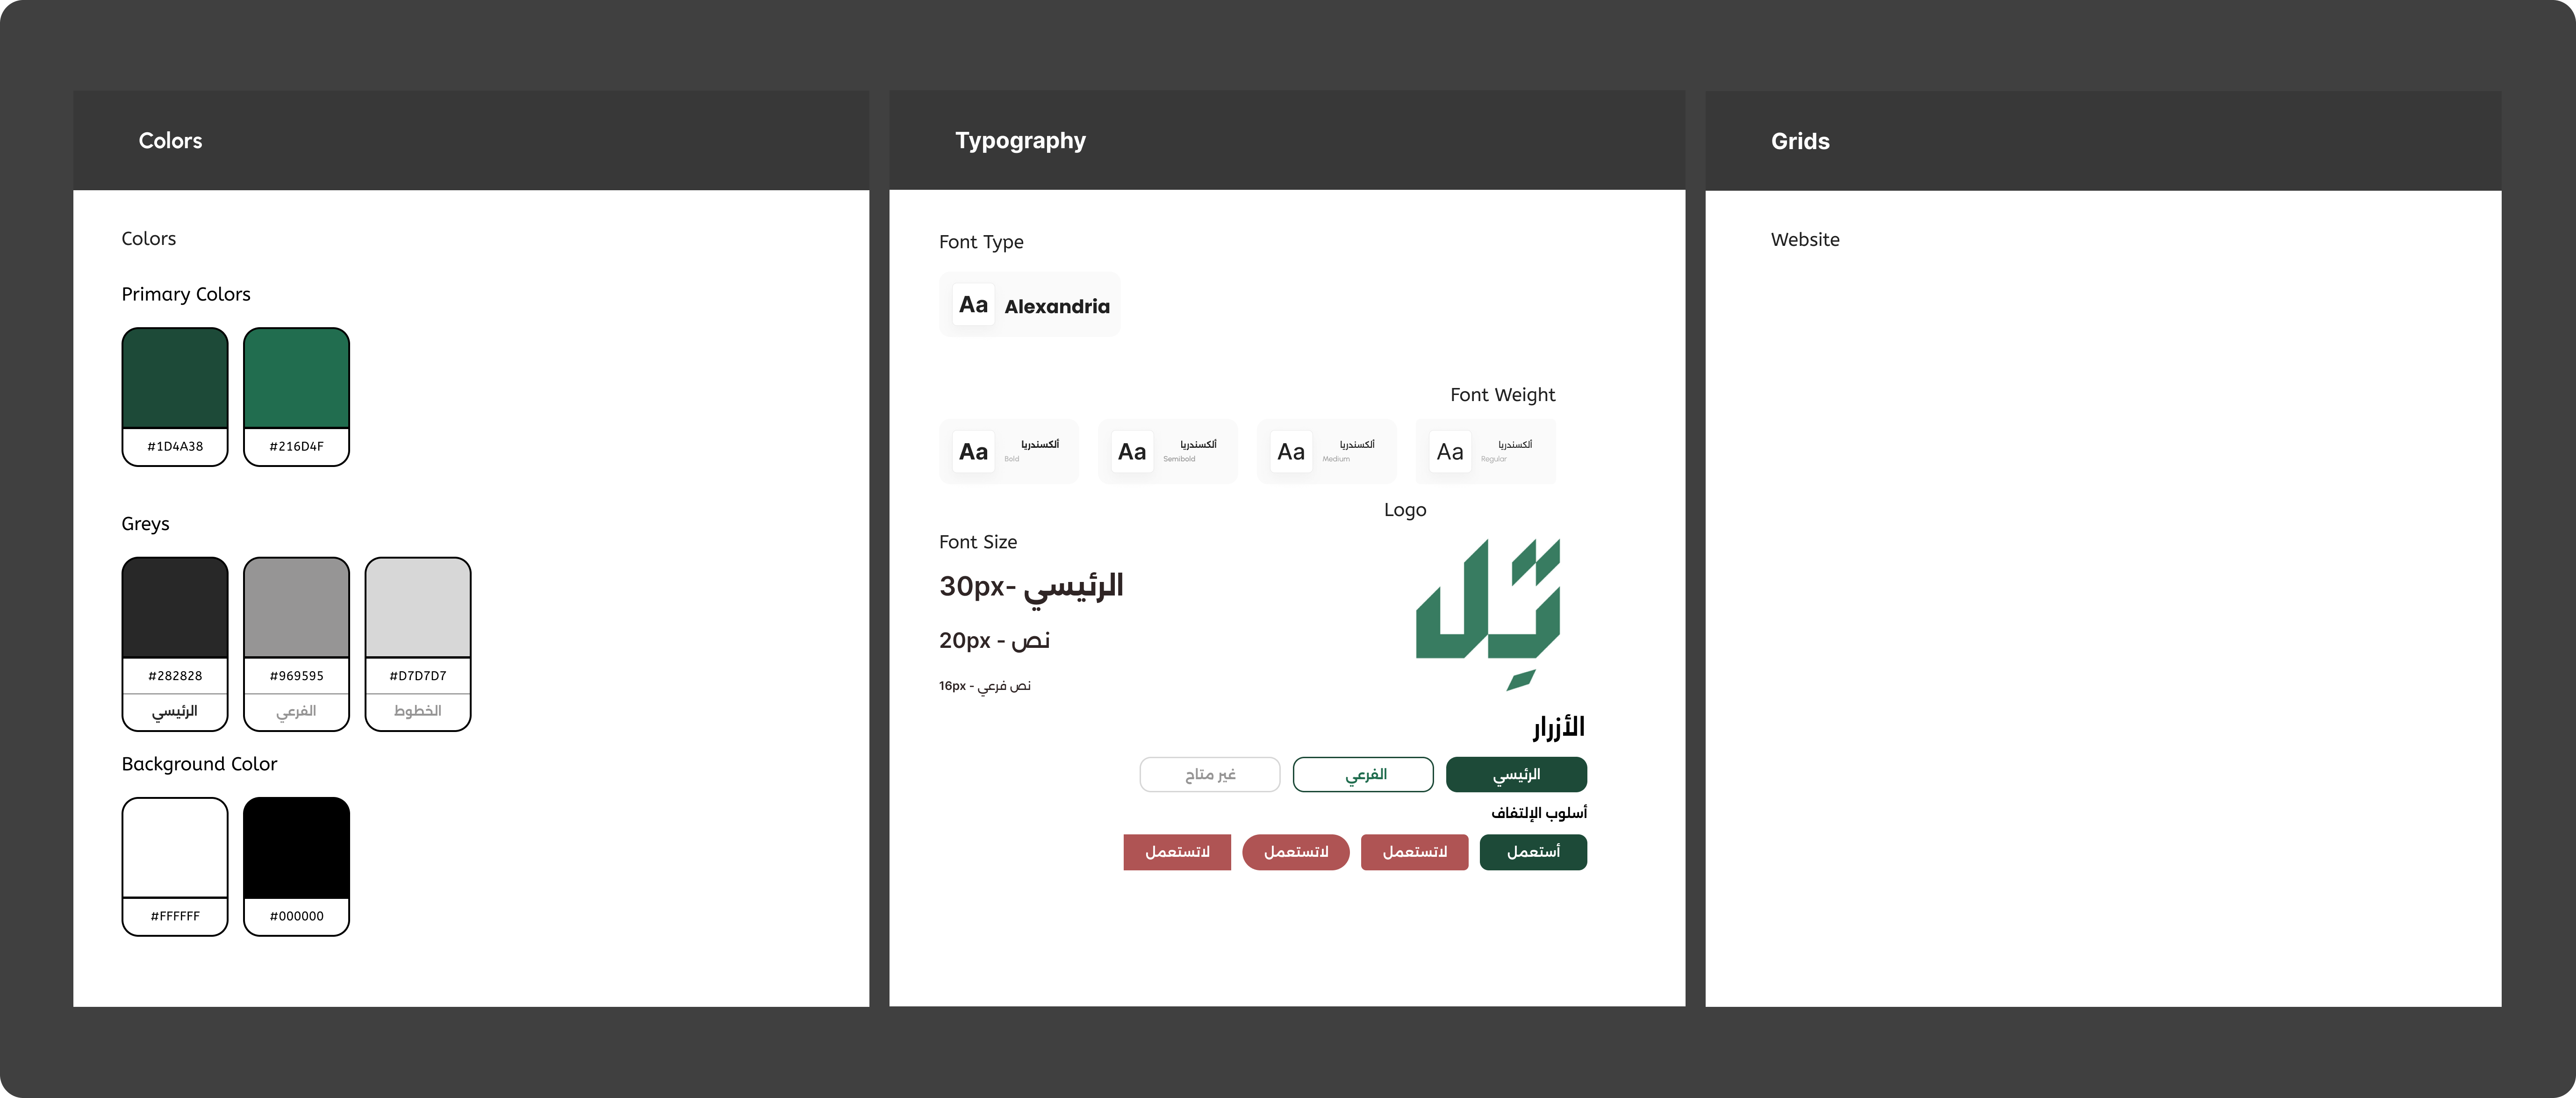 Colors
Colors
Primary Colors
#1D4A38
#216D4F
Greys
#282828
#969595
#D7D7D7
الرئيسي
الفرعي
الخطوط
Background Color
#FFFFFF
#000000
Typography
Font Type
Aa Alexandria
Font Weight
Aa
ألكسندريا
Bold
Aa
ألكسندريا
Semibold
Aa
ألكسندريا
Medium
Aa
ألكسندريا
Regular
Logo
Font Size
30px- الرئيسي
20px - نص
16px - نص فرعي
تِل
الأزرار
الرئيسي
الفرعي
غير متاح
أسلوب الإلتفاف
أستعمل
لاتستعمل
لاتستعمل
لاتستعمل
Grids
Website